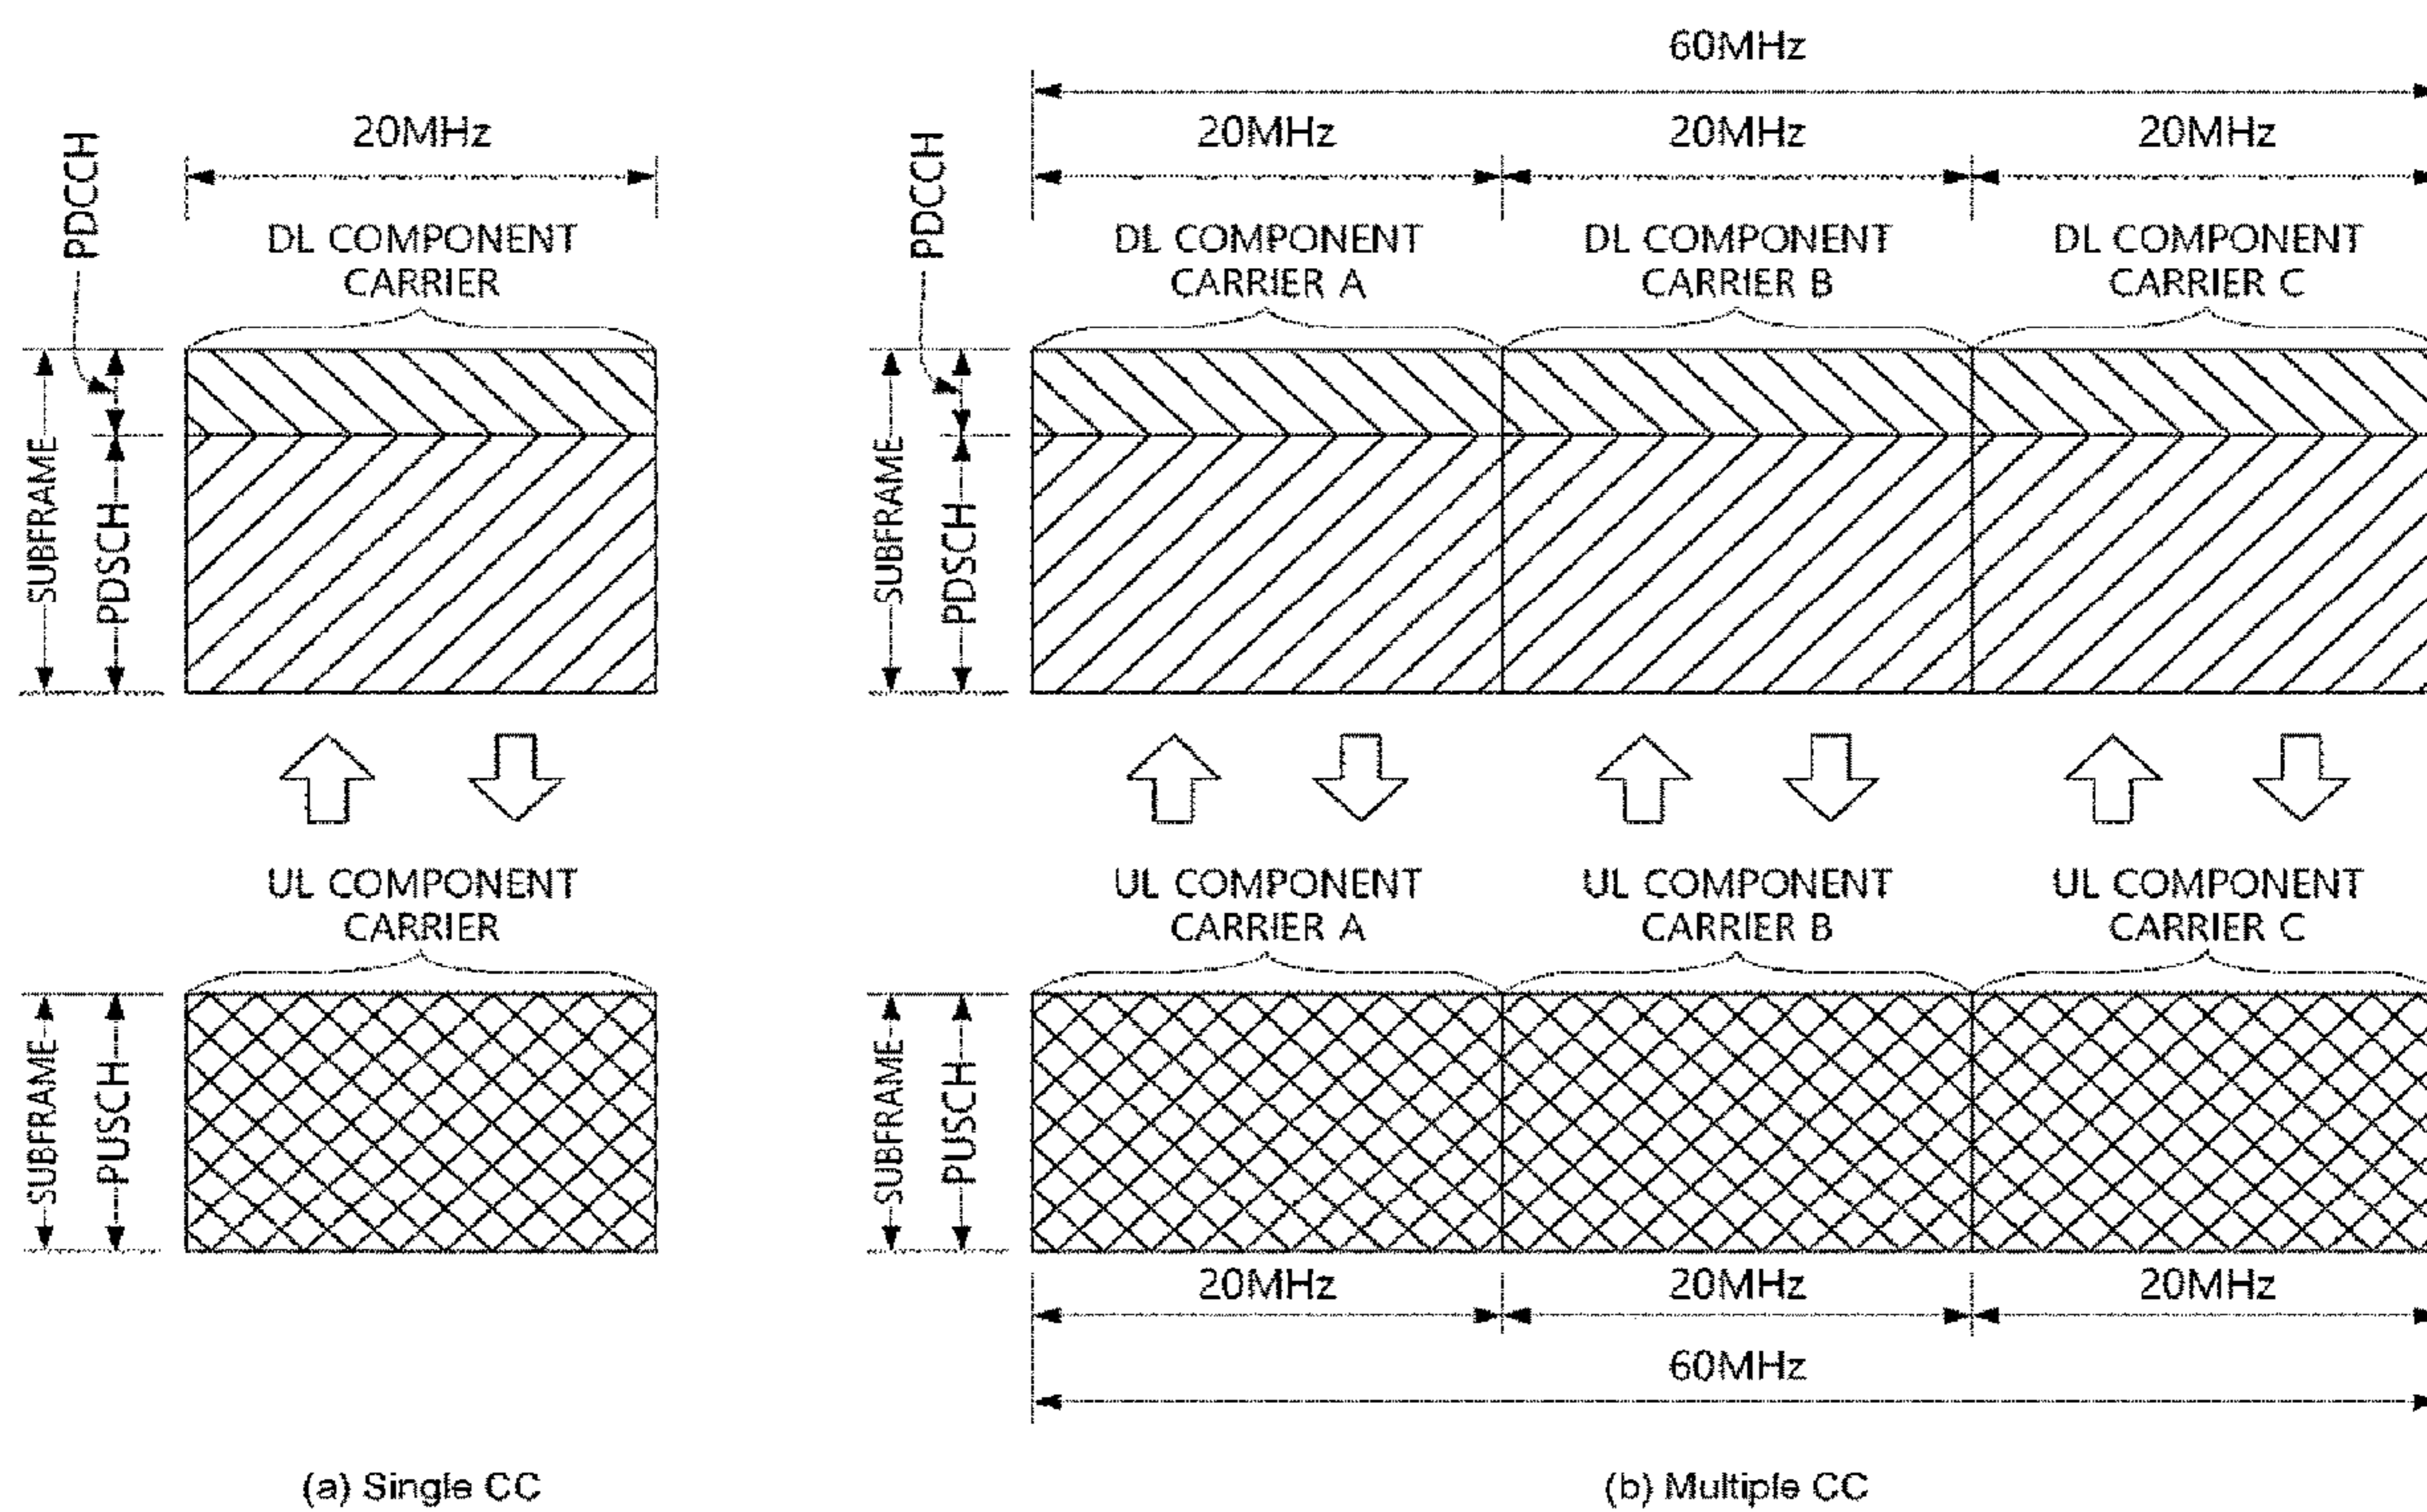 60MHz
20MHz
20MHz
20MHz
20MHz
PDCCH
PDCCH
DL COMPONENT
CARRIER
DL COMPONENT
CARRIER A
DL COMPONENT
CARRIER B
DL COMPONENT
CARRIER C
SUBFRAME
PDSCH
SUBFRAME
PDSCH
UL COMPONENT
CARRIER
UL COMPONENT
CARRIER A
UL COMPONENT
CARRIER B
UL COMPONENT
CARRIER C
SUBFRAME
PUSCH
SUBFRAME
PUSCH
20MHz
20MHz
20MHz
60MHz
(a) Single CC
(b) Multiple CC